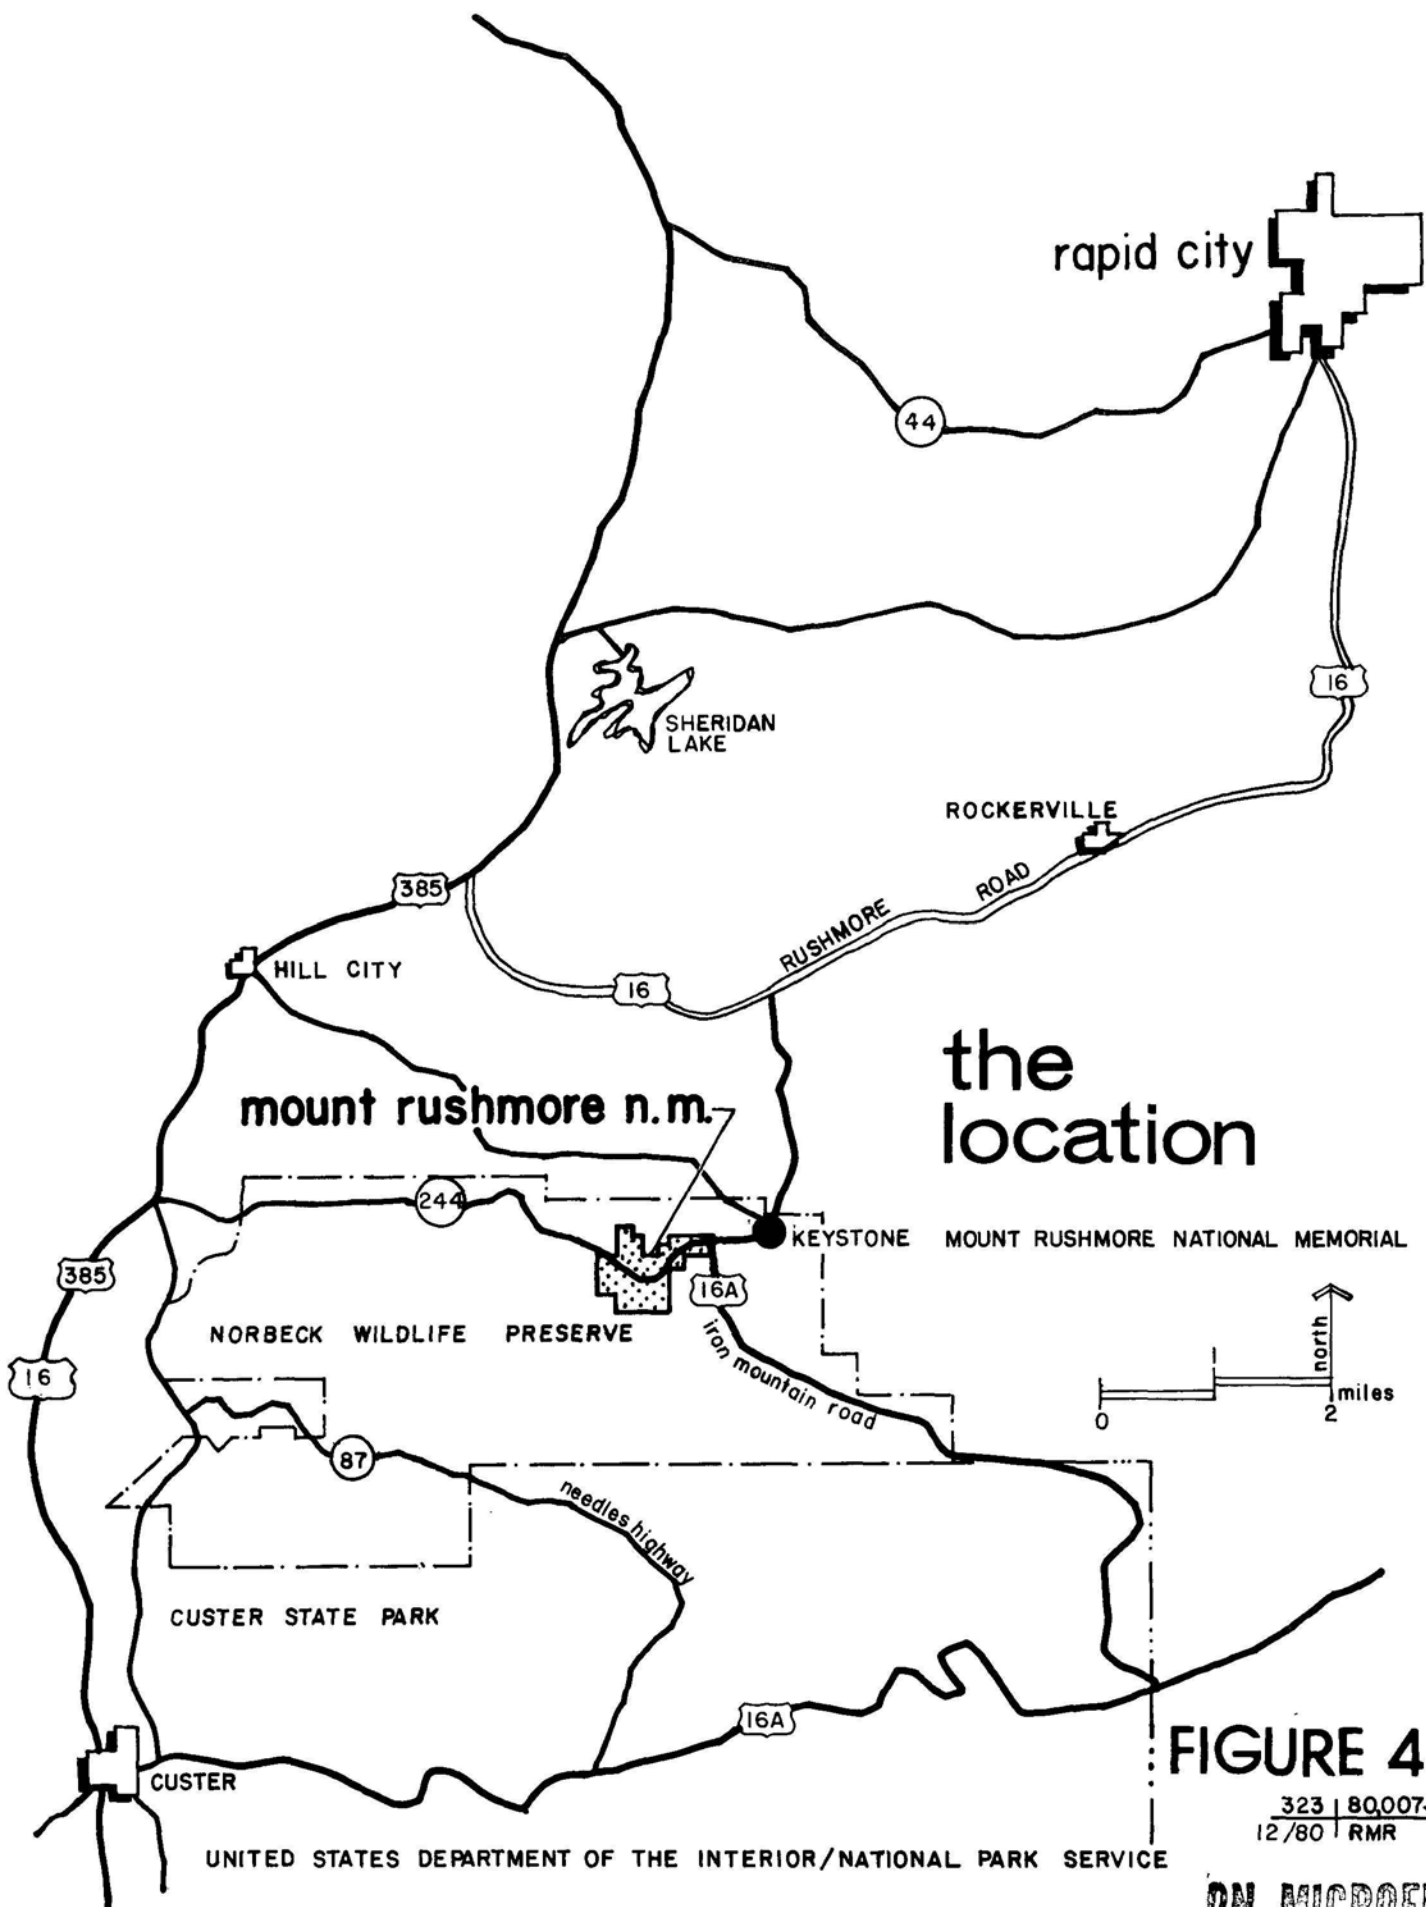 rapid city
44
16
SHERIDAN
LAKE
ROCKERVILLE
RUSHMORE ROAD
385
HILL CITY
16
the
location
mount rushmore n.m.
244
KEYSTONE
MOUNT RUSHMORE NATIONAL MEMORIAL
385
16A
NORBECK WILDLIFE PRESERVE
iron mountain road
north
16
miles
0
2
87
needles highway
CUSTER STATE PARK
16A
FIGURE 4
CUSTER
323 80,007
12/80 RMR
UNITED STATES DEPARTMENT OF THE INTERIOR/NATIONAL PARK SERVICE
ON